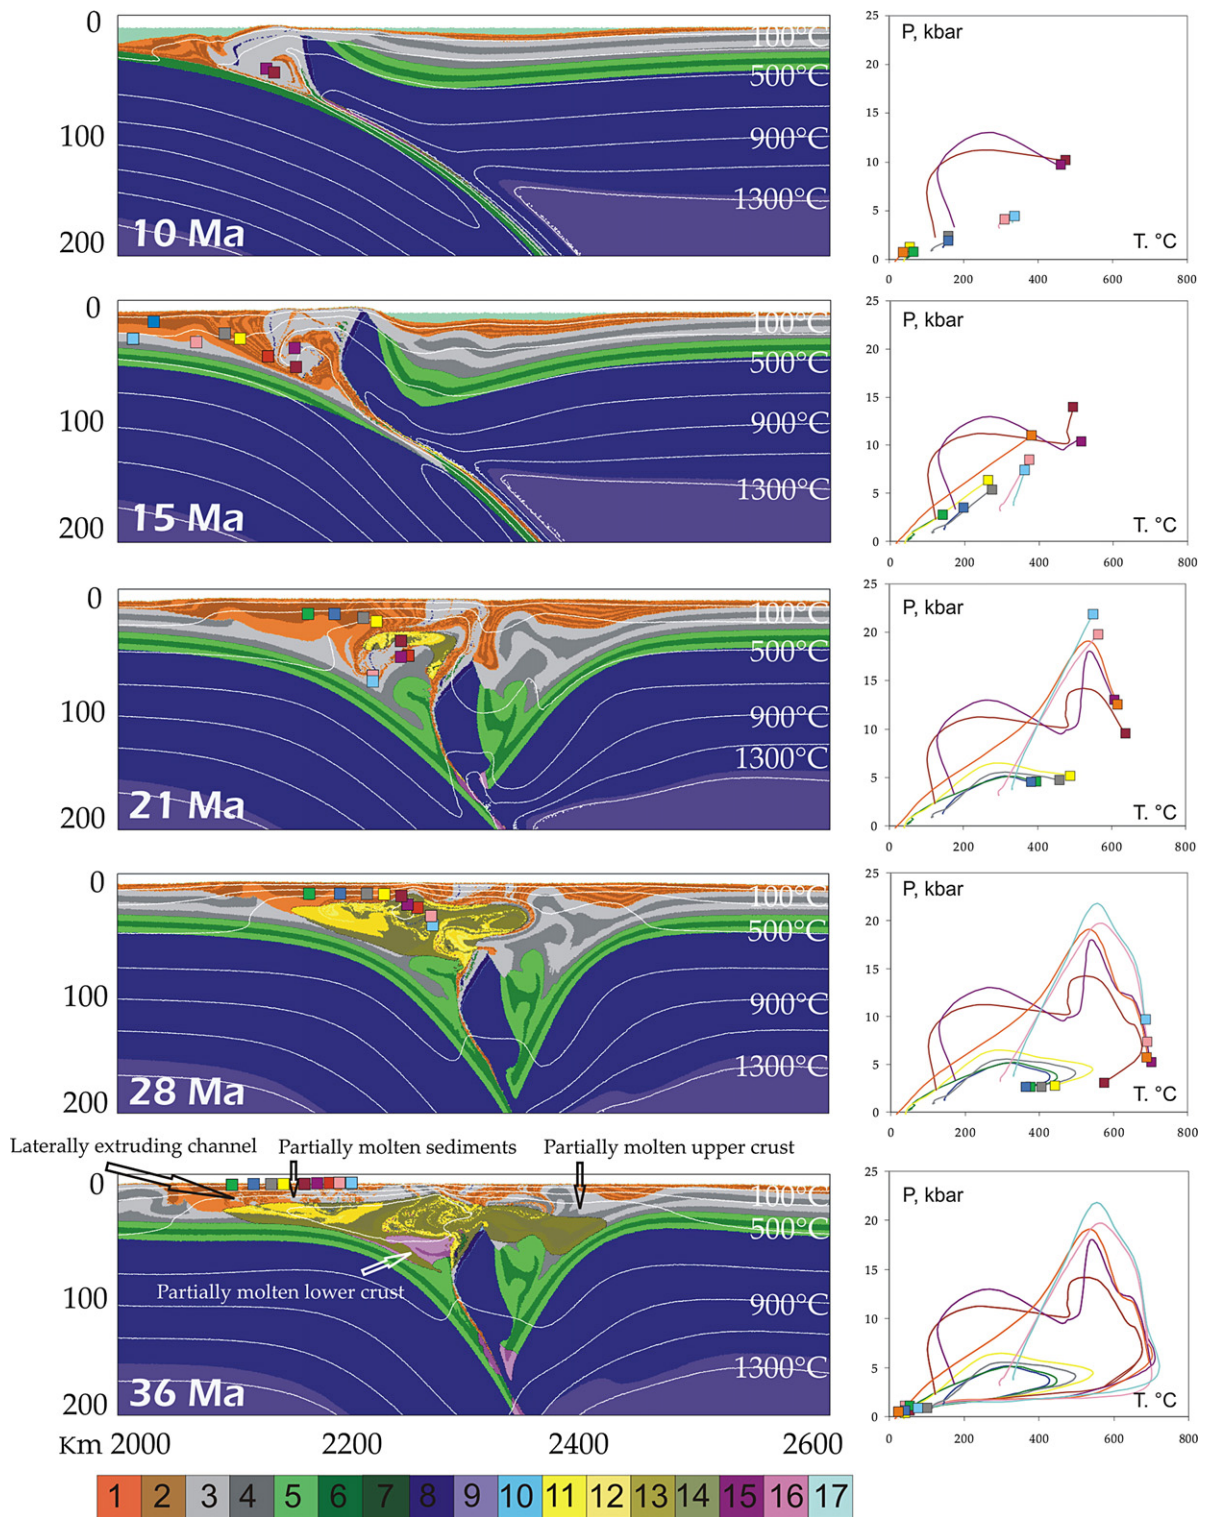 0
100
200
100°C
500°C
900°C
1300°C
10 Ma
25
20
15
10
5
0
P, kbar
T. °C
0 200 400 600 800
0
100
200
100°C
500°C
900°C
1300°C
15 Ma
25
20
15
10
5
0
P, kbar
T. °C
0 200 400 600 800
0
100
200
100°C
500°C
900°C
1300°C
21 Ma
25
20
15
10
5
0
P, kbar
T. °C
0 200 400 600 800
0
100
200
100°C
500°C
900°C
1300°C
28 Ma
25
20
15
10
5
0
P, kbar
T. °C
0 200 400 600 800
Laterally extruding channel Partially molten sediments Partially molten upper crust
0
100
200
100°C
500°C
900°C
1300°C
Partially molten lower crust
36 Ma
25
20
15
10
5
0
P, kbar
T. °C
0 200 400 600 800
Km 2000 2200 2400 2600
1 2 3 4 5 6 7 8 9 10 11 12 13 14 15 16 17